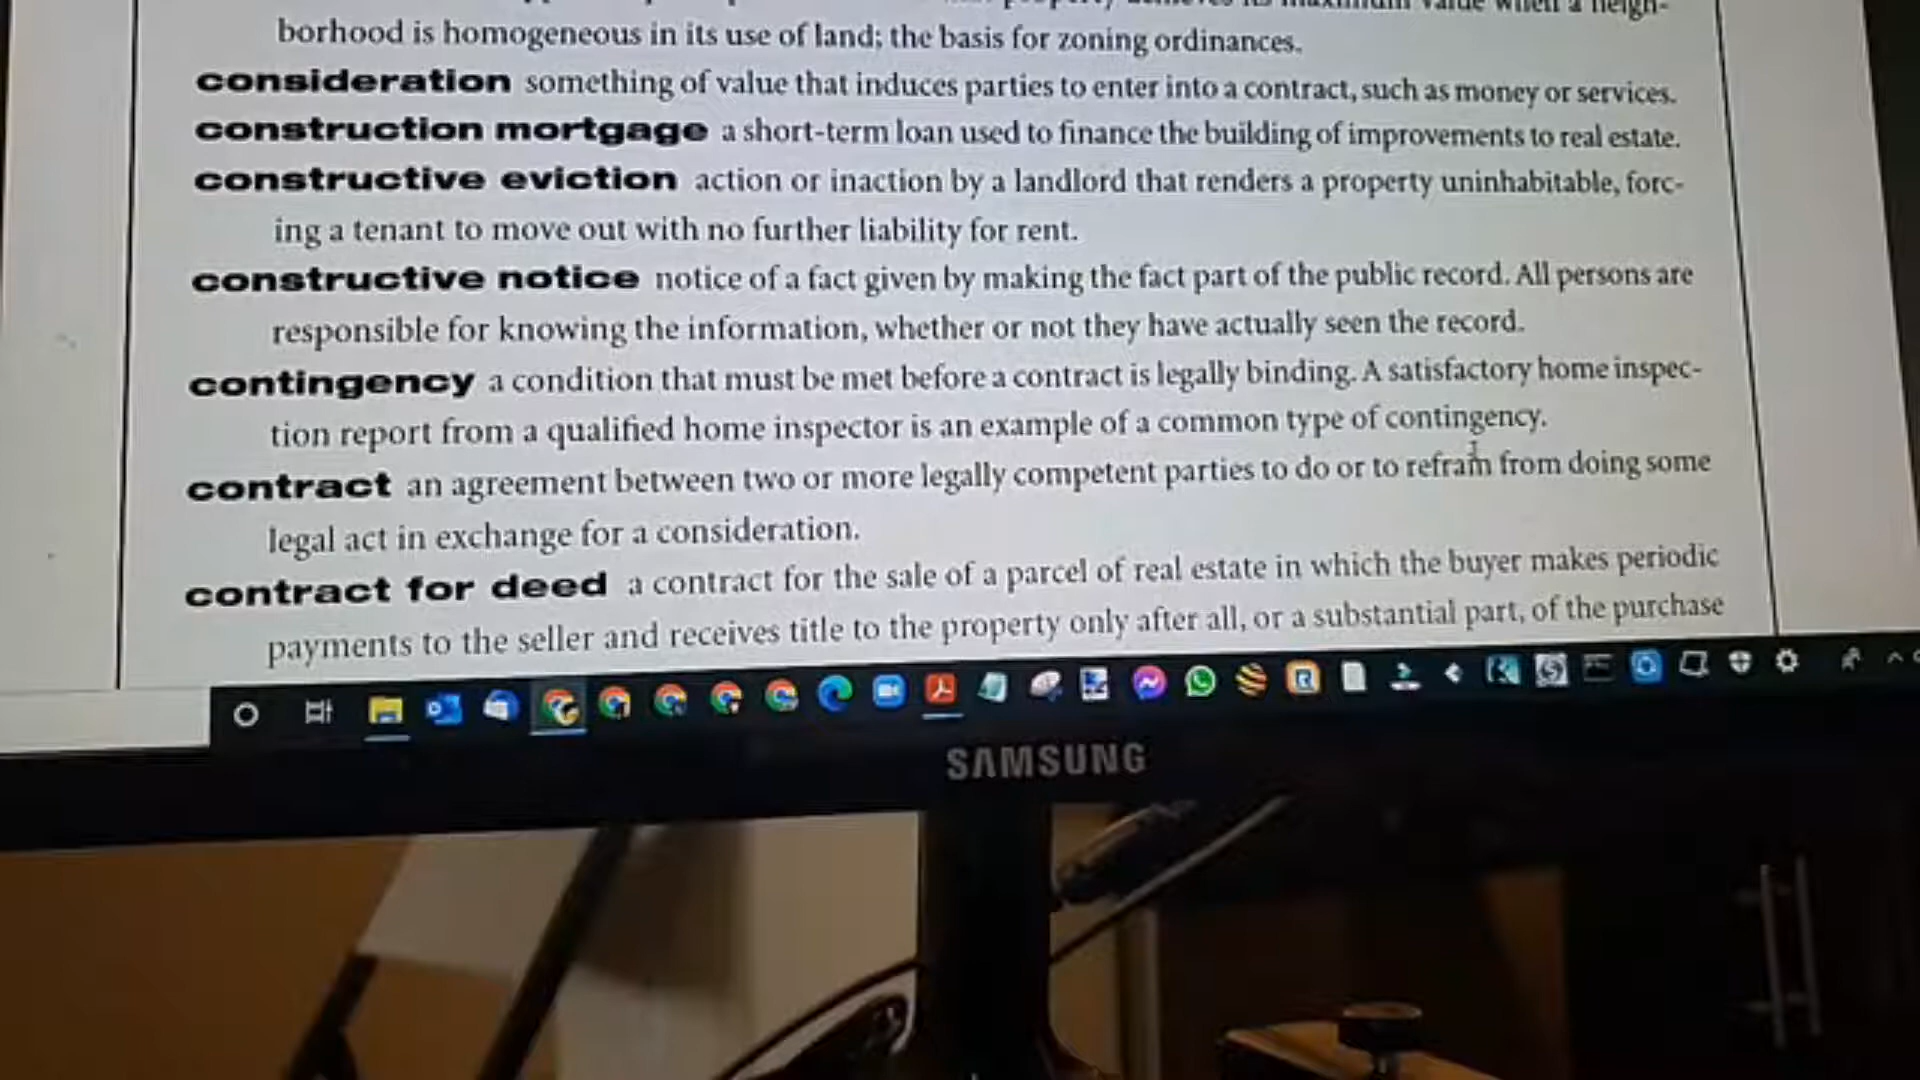 property achieves its maximum value when a neigh-
borhood is homogeneous in its use of land; the basis for zoning ordinances.
consideration something of value that induces parties to enter into a contract, such as money or services.
construction mortgage a short-term loan used to finance the building of improvements to real estate.
constructive eviction action or inaction by a landlord that renders a property uninhabitable, forc-
ing a tenant to move out with no further liability for rent.
constructive notice notice of a fact given by making the fact part of the public record. All persons are
responsible for knowing the information, whether or not they have actually seen the record.
contingency a condition that must be met before a contract is legally binding. A satisfactory home inspec-
tion report from a qualified home inspector is an example of a common type of contingency.
contract an agreement between two or more legally competent parties to do or to refrain from doing some
legal act in exchange for a consideration.
contract for deed a contract for the sale of a parcel of real estate in which the buyer makes periodic
payments to the seller and receives title to the property only after all, or a substantial part, of the purchase
SAMSUNG